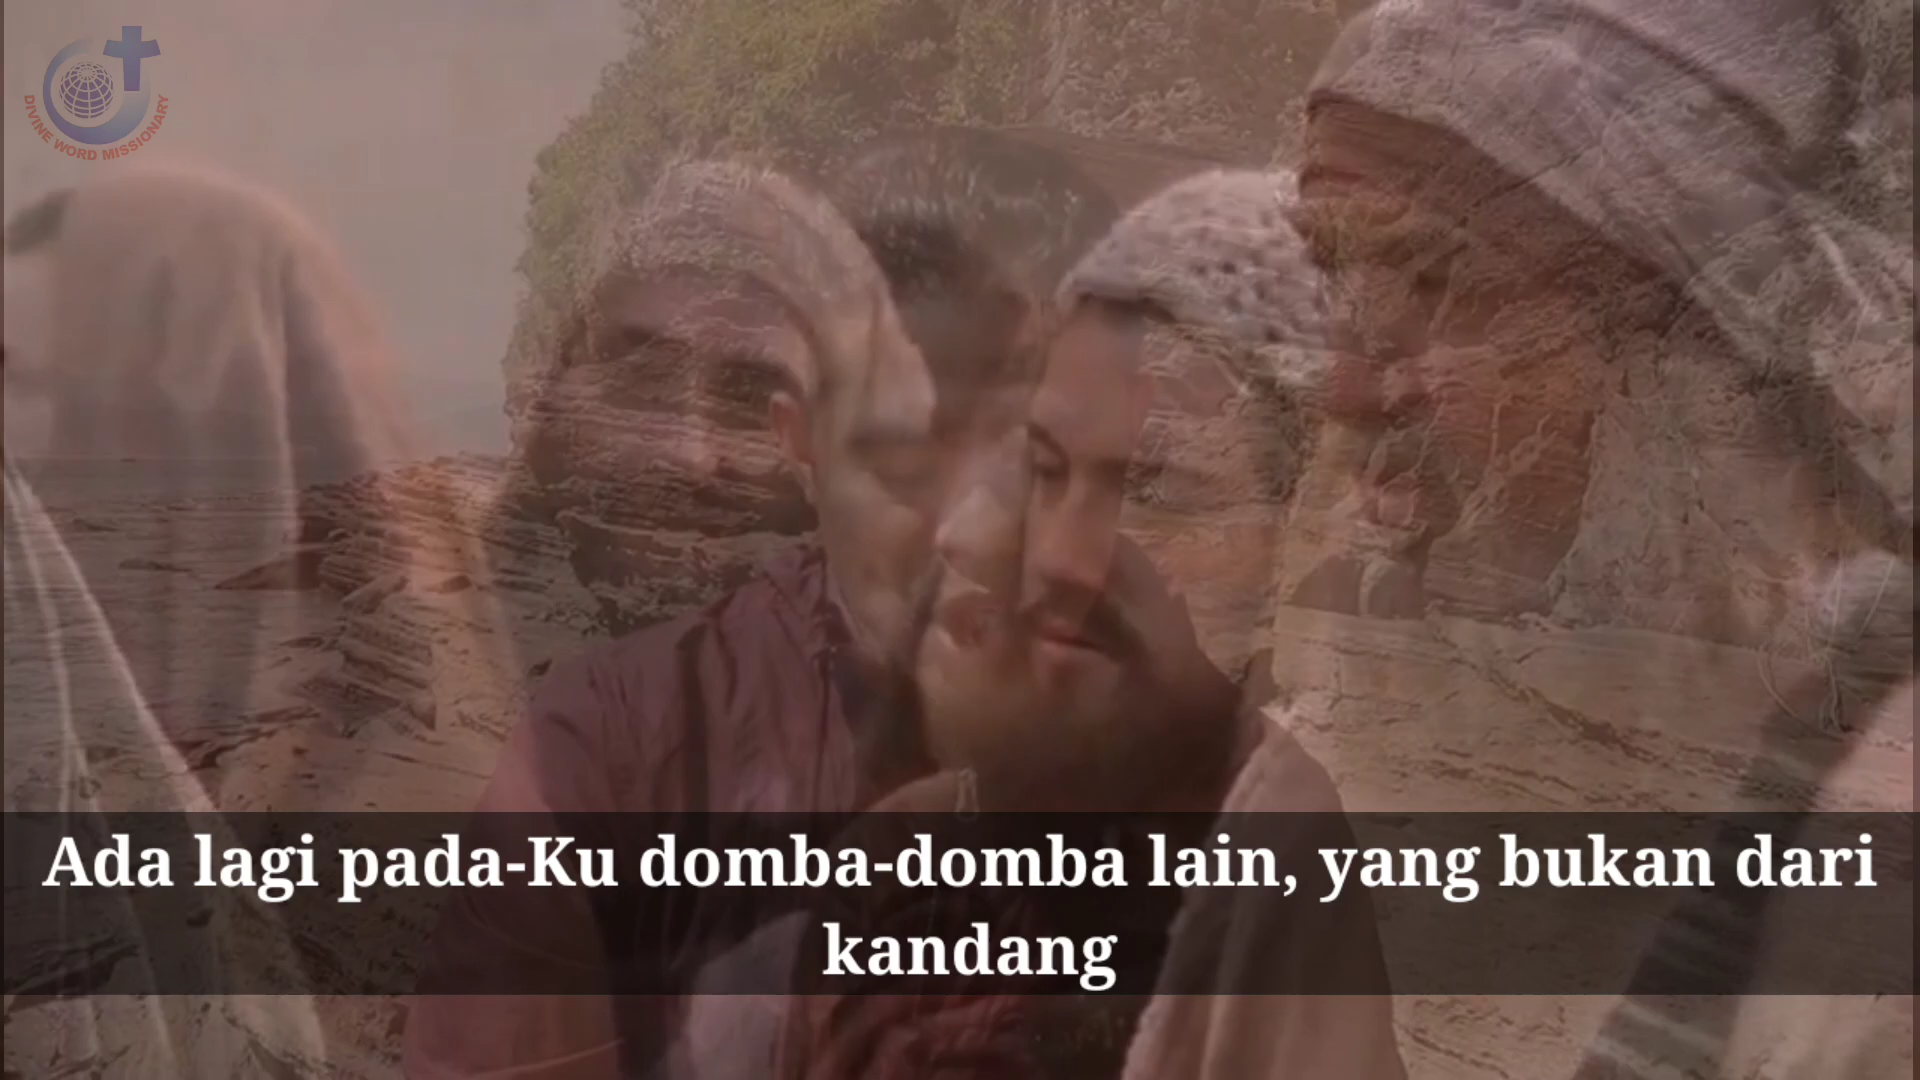 DIVINE WORD MISSIONARY
Ada lagi pada-Ku domba-domba lain, yang bukan dari
kandang